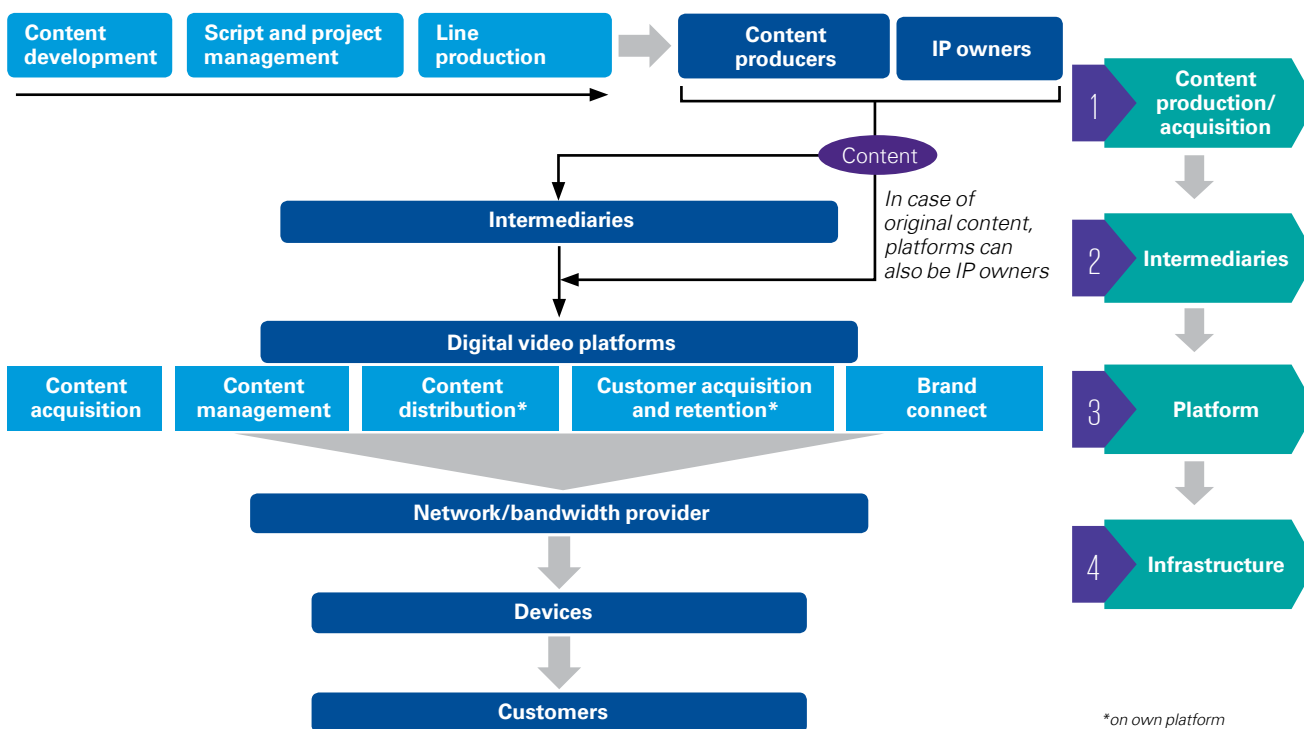 Content
development
Script and project
management
Line
production
Content
producers
IP owners
Content
In case of
original content,
platforms can
also be IP owners
Intermediaries
Digital video platforms
Content
acquisition
Content
management
Content
distribution*
Customer acquisition
and retention*
Brand
connect
Network/bandwidth provider
Devices
Customers
1
Content
production/
acquisition
2
Intermediaries
3
Platform
4
Infrastructure
*on own platform